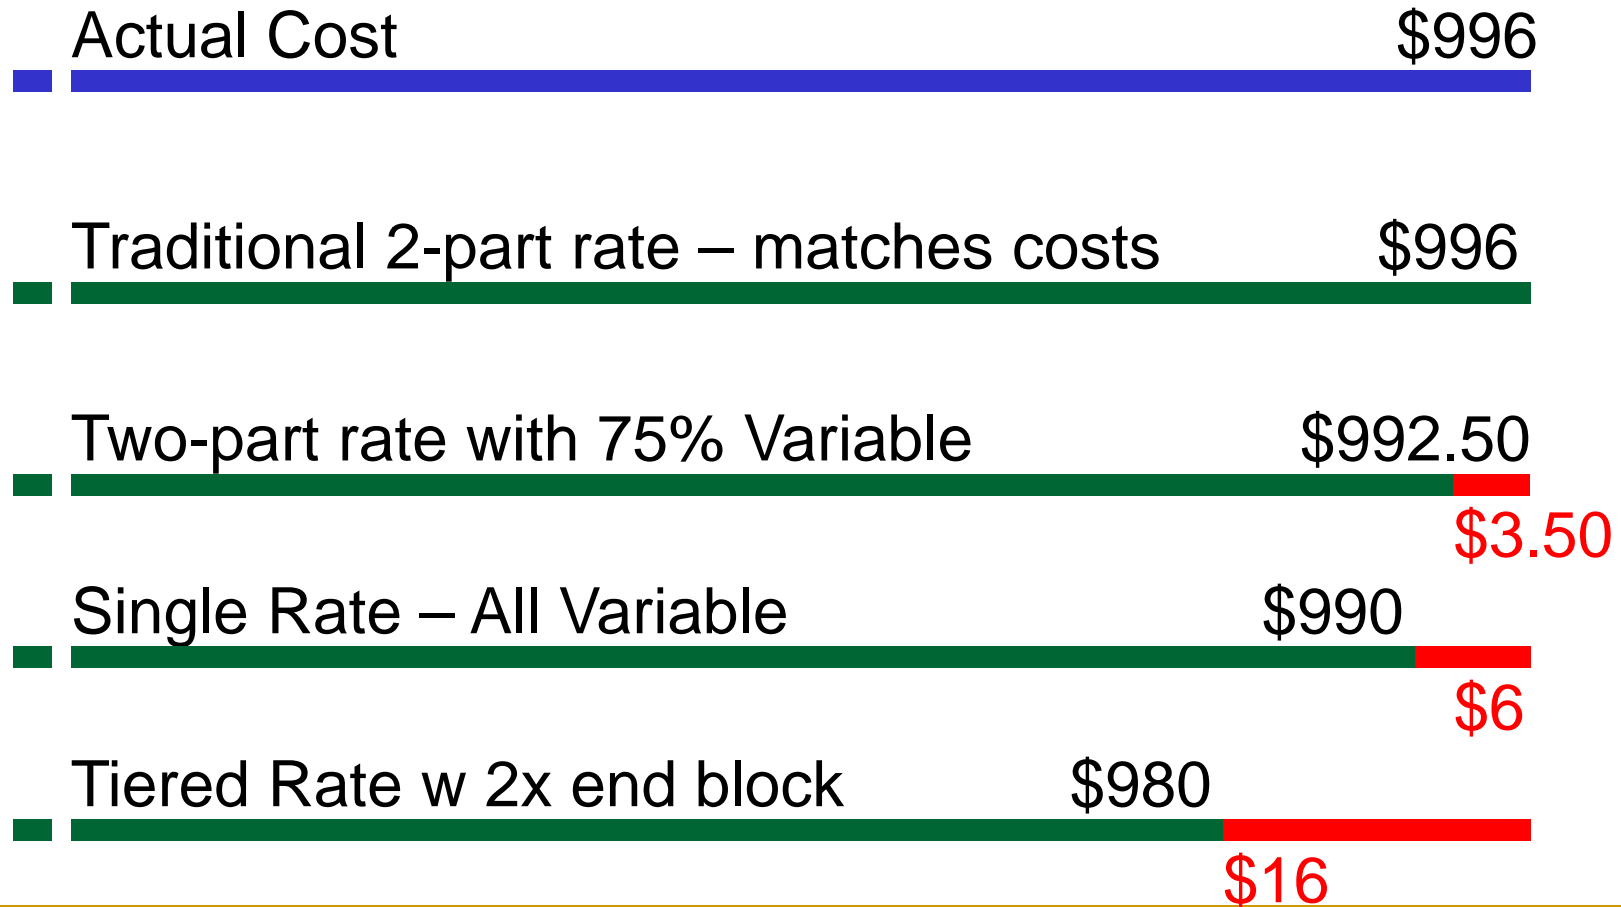 Actual Cost $996
Traditional 2-part rate – matches costs $996
Two-part rate with 75% Variable $992.50
$3.50
Single Rate – All Variable $990
$6
Tiered Rate w 2x end block $980
$16